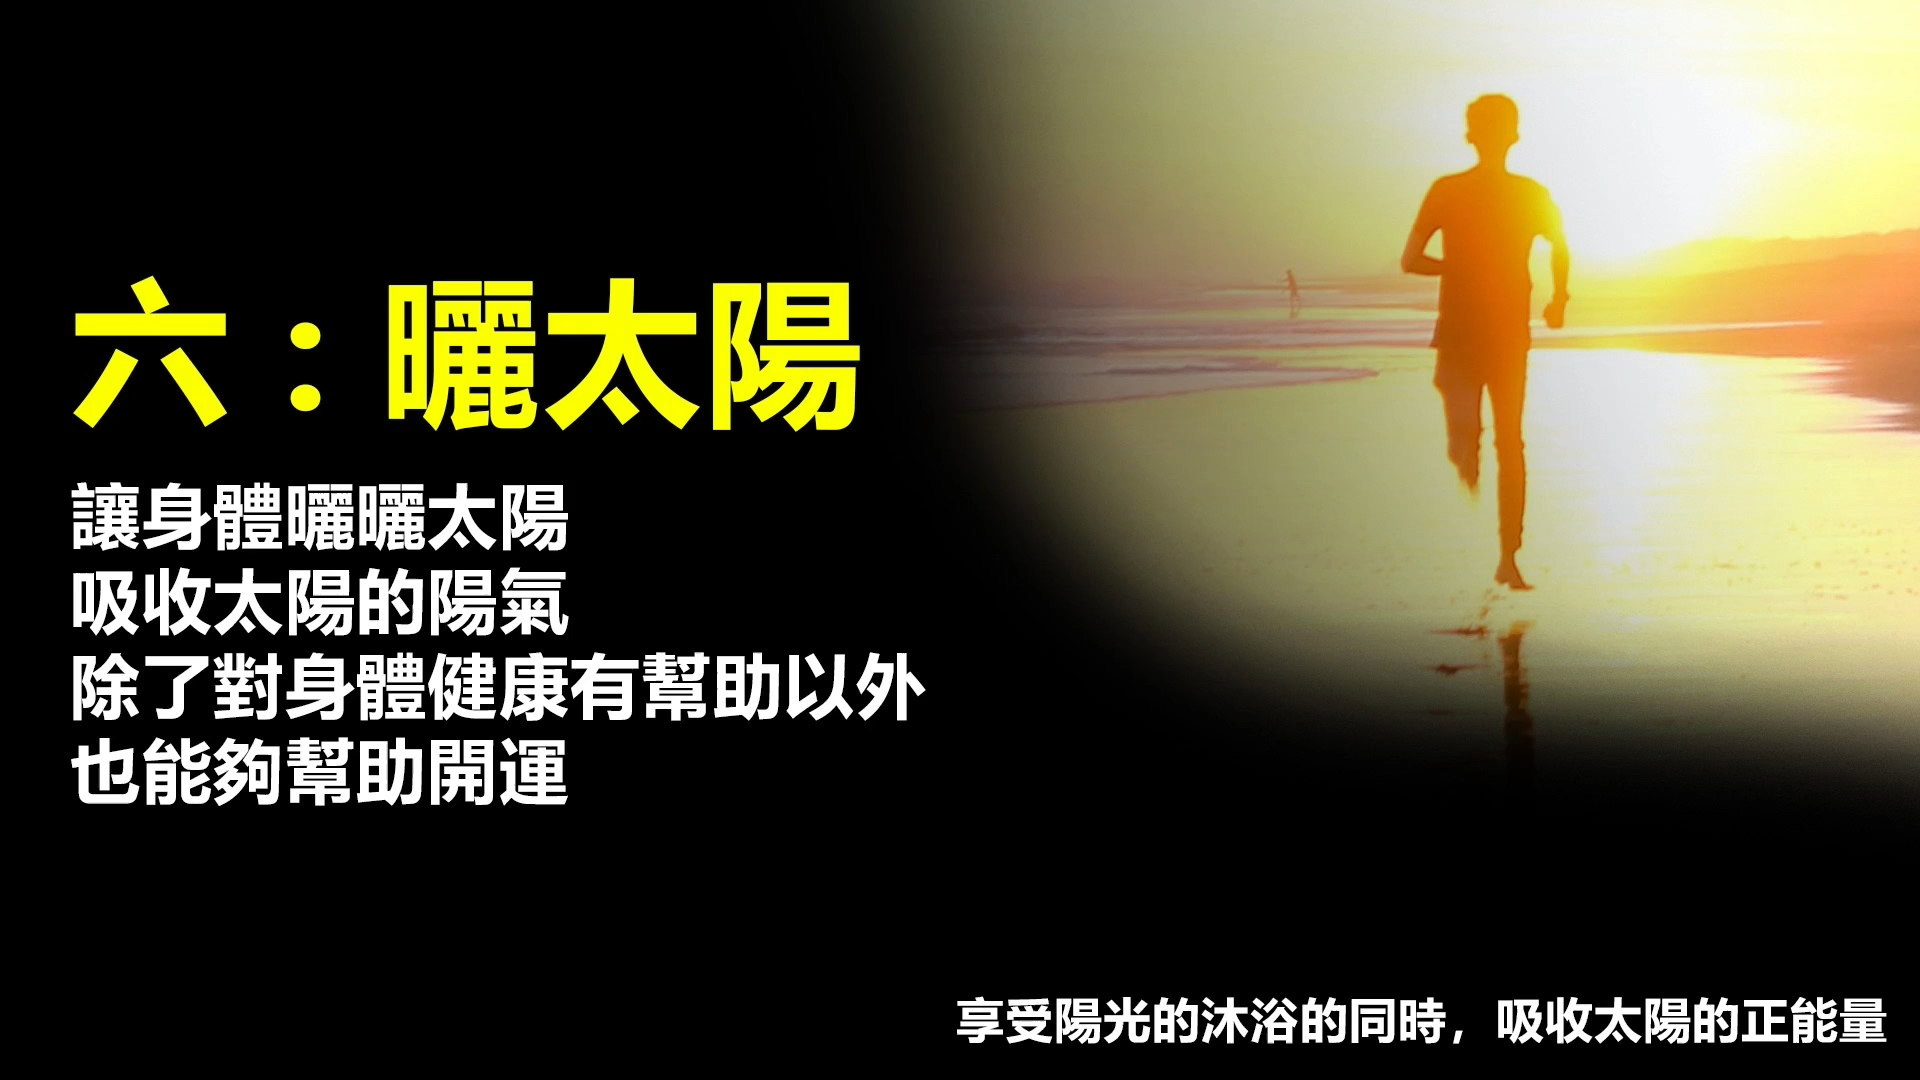 六：曬太陽
讓身體曬曬太陽
吸收太陽的陽氣
除了對身體健康有幫助以外
也能夠幫助開運
享受陽光的沐浴的同時，吸收太陽的正能量